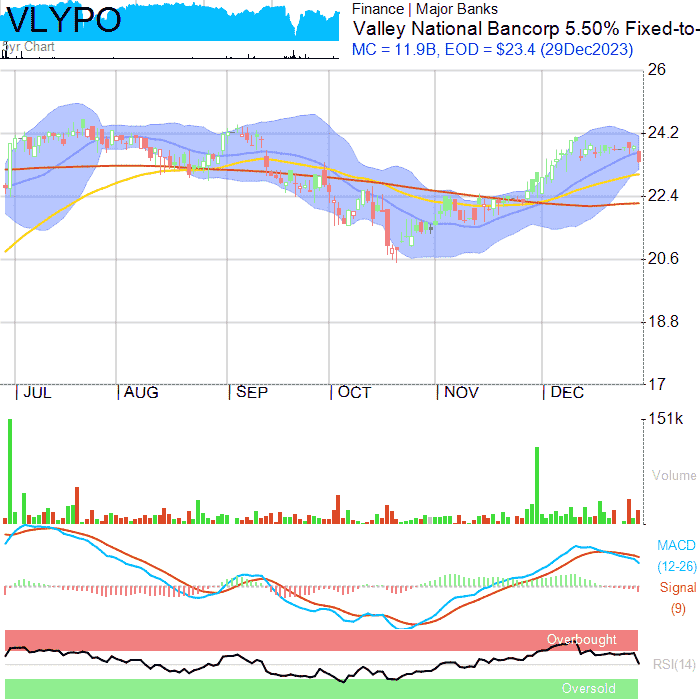 VLYPO
5yr Chart
Finance | Major Banks
Valley National Bancorp 5.50% Fixed-to-
MC = 11.9B, EOD = $23.4 (29Dec2023)
26
24.2
22.4
20.6
18.8
17
| JUL | AUG | SEP | OCT | NOV | DEC
151k
Volume
MACD
(12-26)
Signal
(9)
Overbought
RSI(14)
Oversold